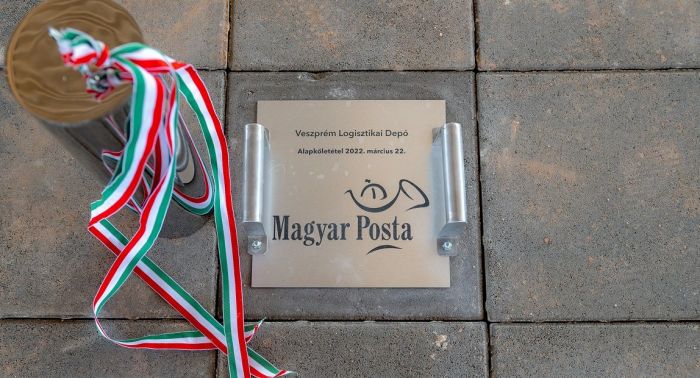 Veszprém Logisztikai Depó
Alapkőletétel 2022. március 22.
Magyar Posta